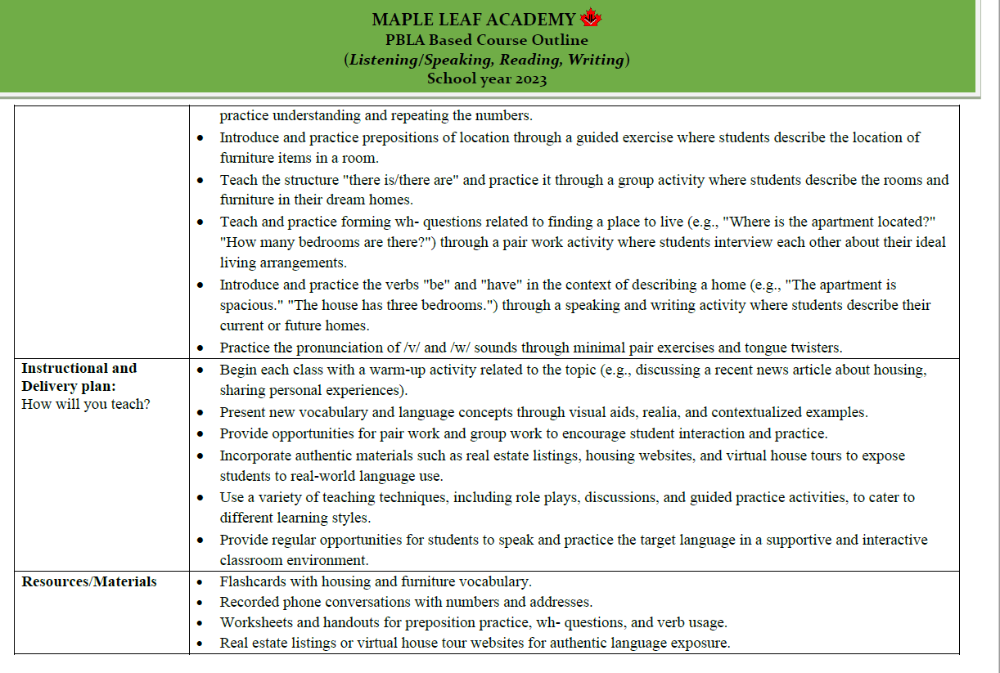 MAPLE LEAF ACADEMY
PBLA Based Course Outline
(Listening/Speaking, Reading, Writing)
School year 2023
practice understanding and repeating the numbers.
• Introduce and practice prepositions of location through a guided exercise where students describe the location of
furniture items in a room.
• Teach the structure "there is/there are" and practice it through a group activity where students describe the rooms and
furniture in their dream homes.
• Teach and practice forming wh- questions related to finding a place to live (e.g., "Where is the apartment located?"
"How many bedrooms are there?") through a pair work activity where students interview each other about their ideal
living arrangements.
• Introduce and practice the verbs "be" and "have" in the context of describing a home (e.g., "The apartment is
spacious." "The house has three bedrooms.") through a speaking and writing activity where students describe their
current or future homes.
• Practice the pronunciation of /v/ and /w/ sounds through minimal pair exercises and tongue twisters.
Instructional and
Delivery plan:
How will you teach?
• Begin each class with a warm-up activity related to the topic (e.g., discussing a recent news article about housing,
sharing personal experiences).
• Present new vocabulary and language concepts through visual aids, realia, and contextualized examples.
• Provide opportunities for pair work and group work to encourage student interaction and practice.
• Incorporate authentic materials such as real estate listings, housing websites, and virtual house tours to expose
students to real-world language use.
• Use a variety of teaching techniques, including role plays, discussions, and guided practice activities, to cater to
different learning styles.
• Provide regular opportunities for students to speak and practice the target language in a supportive and interactive
classroom environment.
Resources/Materials
• Flashcards with housing and furniture vocabulary.
• Recorded phone conversations with numbers and addresses.
• Worksheets and handouts for preposition practice, wh- questions, and verb usage.
• Real estate listings or virtual house tour websites for authentic language exposure.